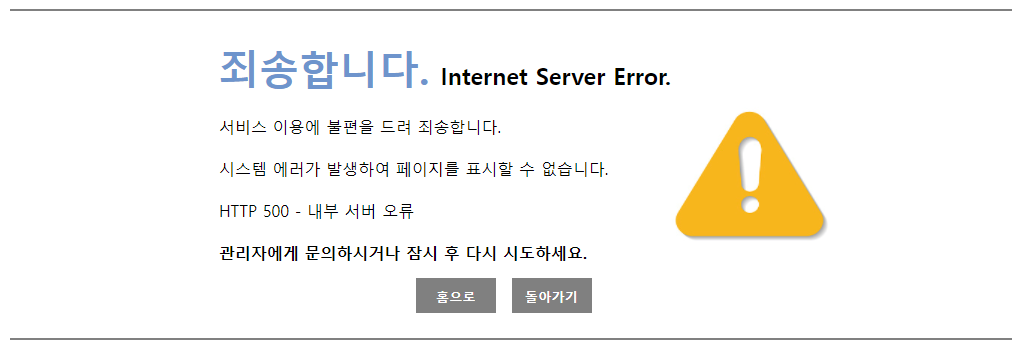 죄송합니다. Internet Server Error.
서비스 이용에 불편을 드려 죄송합니다.
시스템 에러가 발생하여 페이지를 표시할 수 없습니다.
HTTP 500 - 내부 서버 오류
관리자에게 문의하시거나 잠시 후 다시 시도하세요.
홈으로 돌아가기